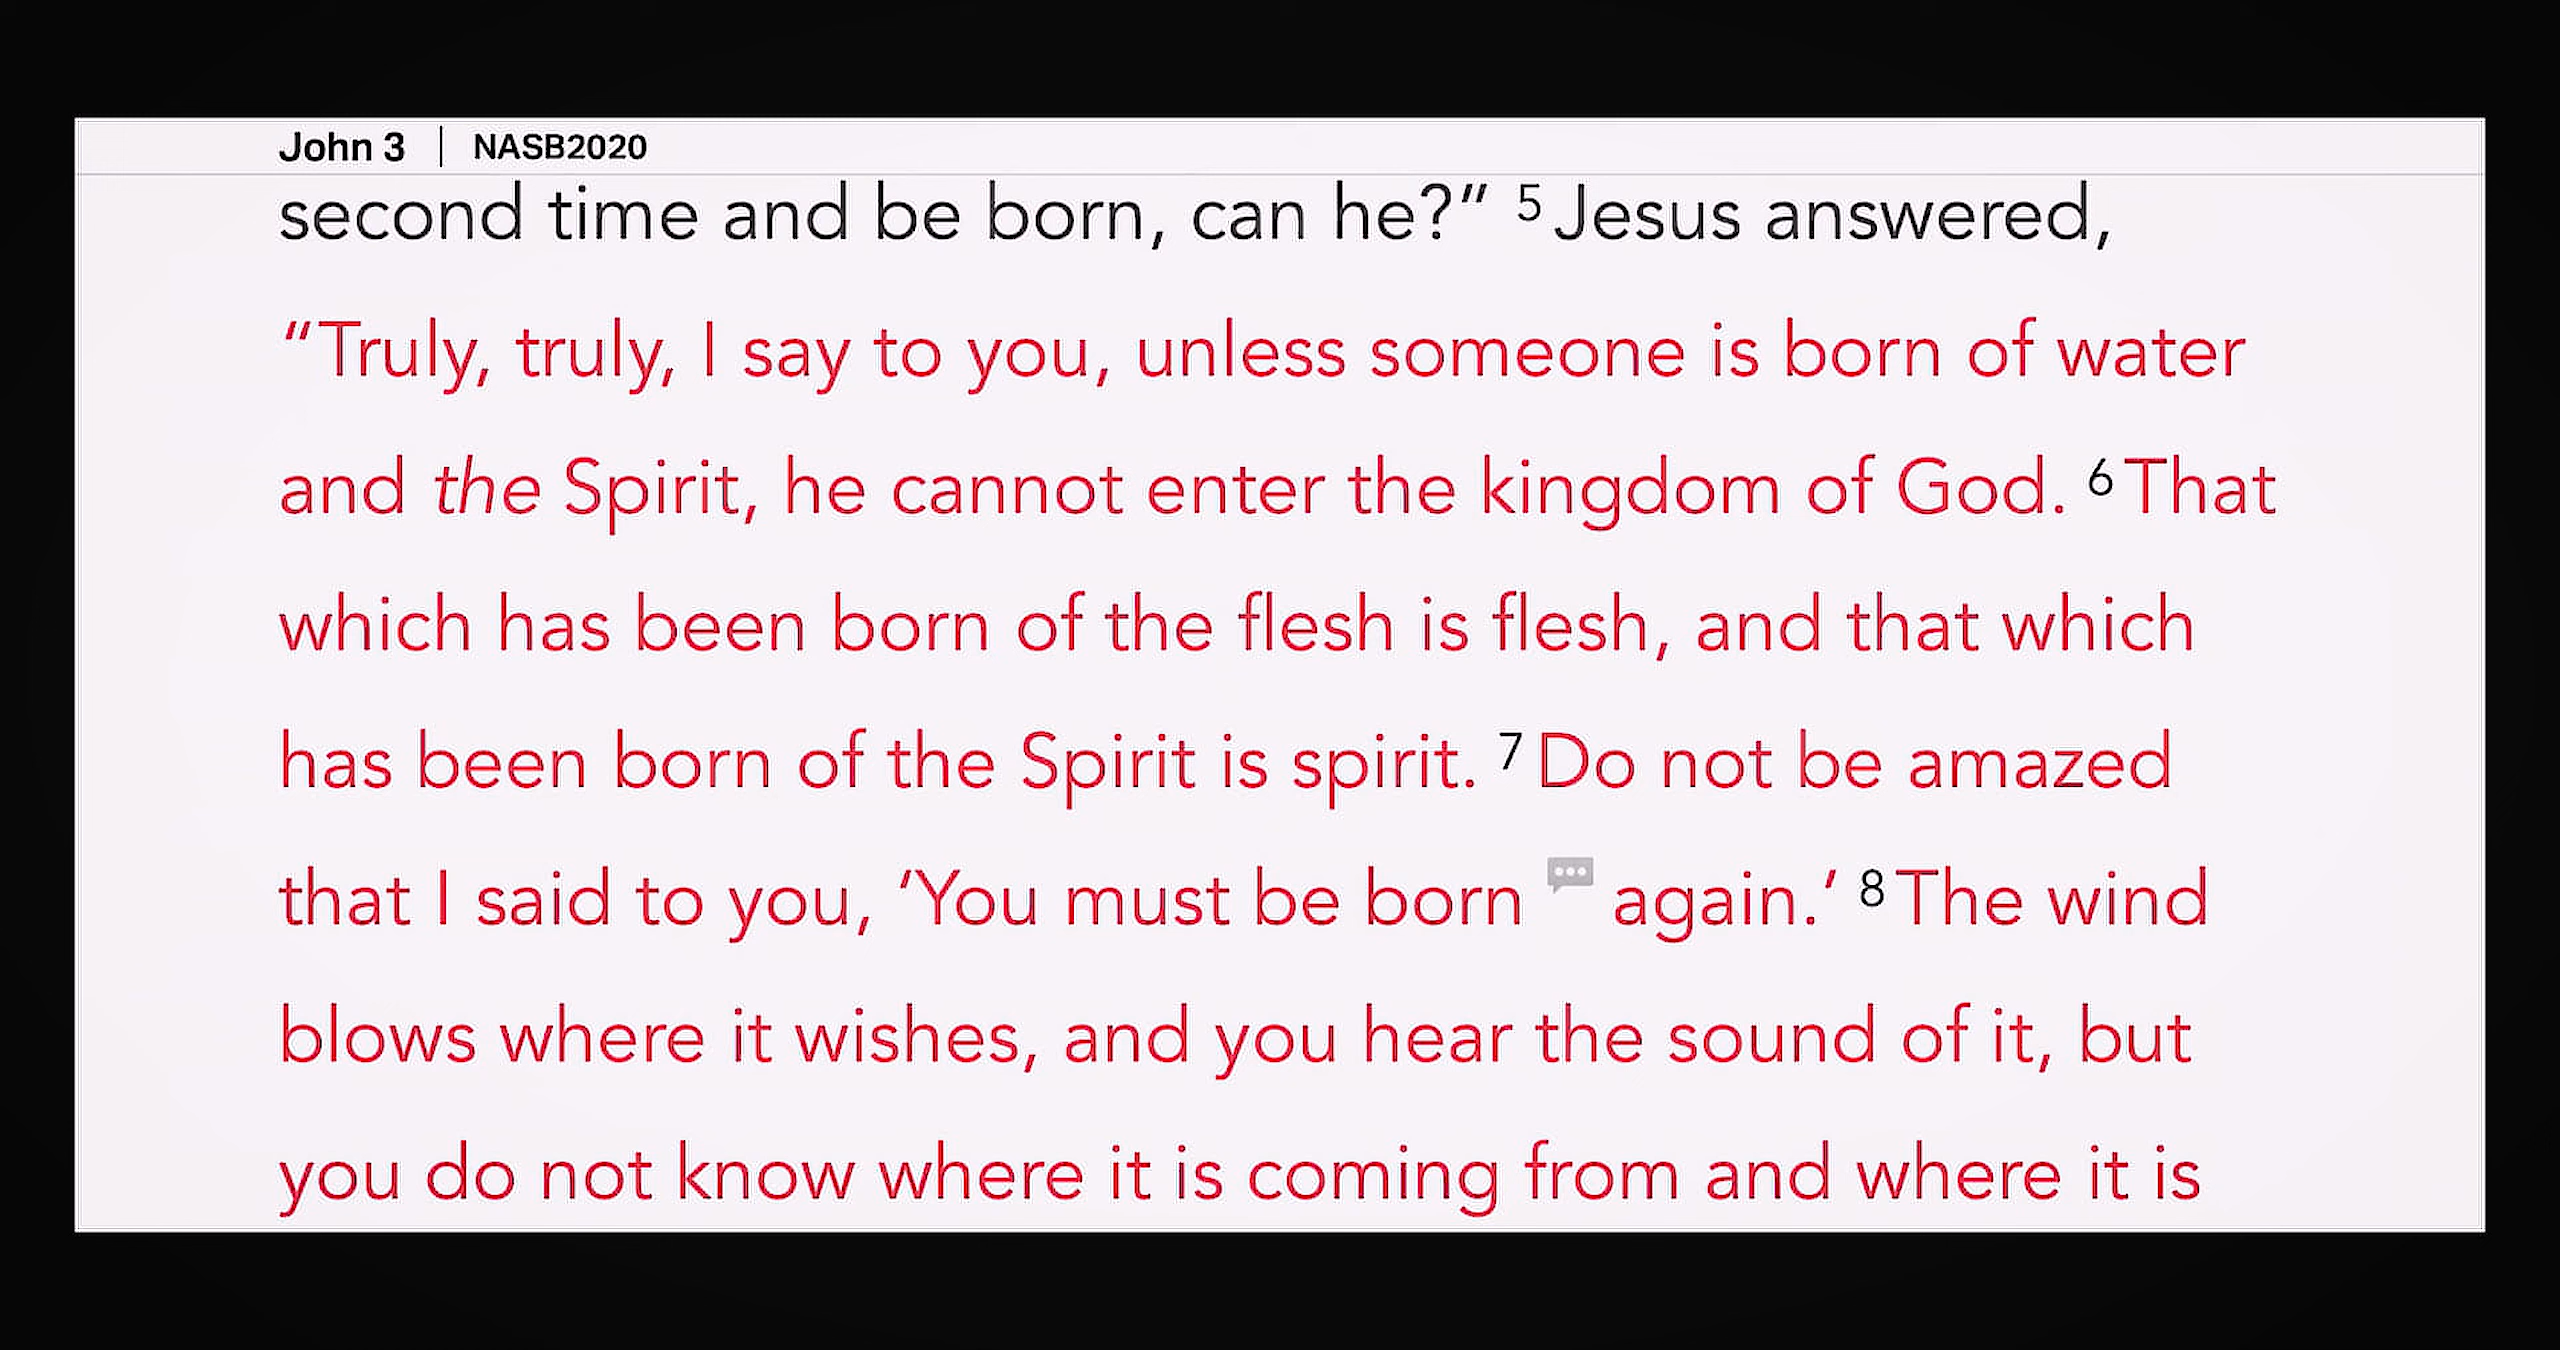 John 3 | NASB2020
second time and be born, can he?” 5 Jesus answered,
“Truly, truly, I say to you, unless someone is born of water
and the Spirit, he cannot enter the kingdom of God. 6 That
which has been born of the flesh is flesh, and that which
has been born of the Spirit is spirit. 7 Do not be amazed
that I said to you, ‘You must be born again.’ 8 The wind
blows where it wishes, and you hear the sound of it, but
you do not know where it is coming from and where it is